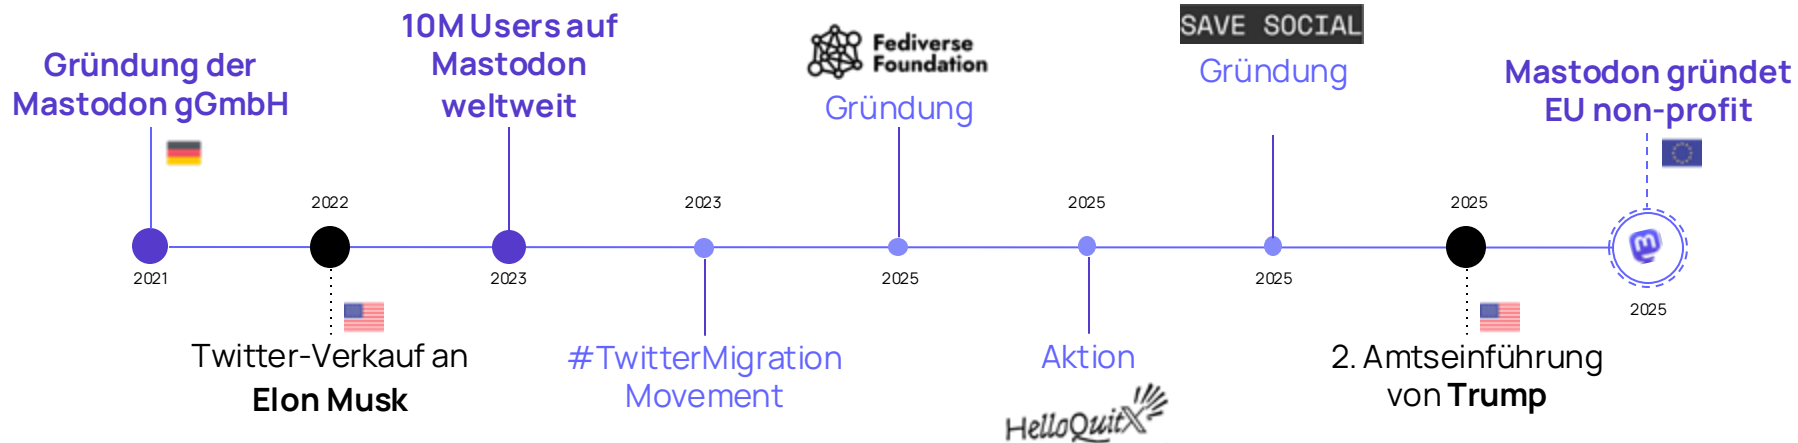 Gründung der
Mastodon gGmbH
2021
2022
Twitter-Verkauf an
Elon Musk
10M Users auf
Mastodon
weltweit
2023
2023
#TwitterMigration
Movement
Fediverse
Foundation
Gründung
2025
2025
Aktion
HelloQuitX
SAVE SOCIAL
Gründung
2025
2025
2. Amtseinführung
von Trump
Mastodon gründet
EU non-profit
2025